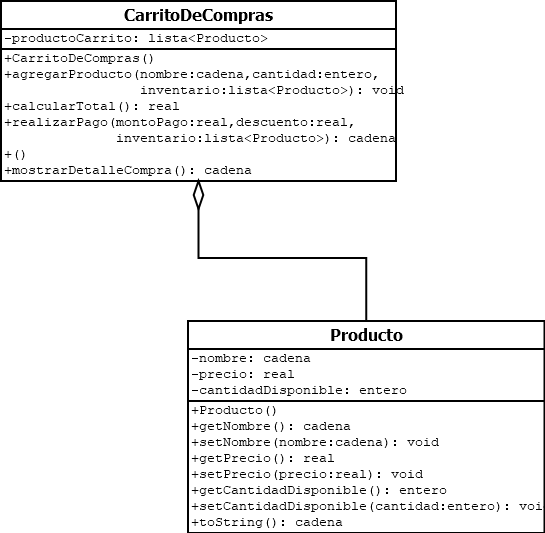 CarritoDeCompras
-productoCarrito: lista<Producto>
+CarritoDeCompras()
+agregarProducto(nombre:cadena,cantidad:entero,
inventario:lista<Producto>): void
+calcularTotal(): real
+realizarPago(montoPago:real,descuento:real,
inventario:lista<Producto>): cadena
+()
+mostrarDetalleCompra(): cadena
Producto
-nombre: cadena
-precio: real
-cantidadDisponible: entero
+Producto()
+getNombre(): cadena
+setNombre(nombre:cadena): void
+getPrecio(): real
+setPrecio(precio:real): void
+getCantidadDisponible(): entero
+setCantidadDisponible(cantidad:entero): voi
+toString(): cadena